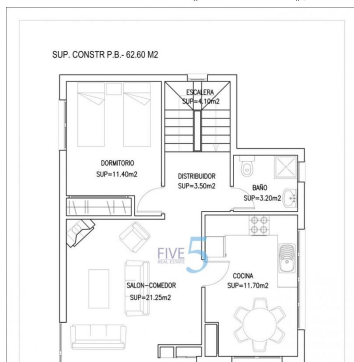 SUP. CONSTR P.B.- 62.60 M2
ESCALERA
SUP=4.10m2
DORMITORIO
SUP=11.40m2
DISTRIBUIDOR
SUP=3.50m2
BAÑO
SUP=3.20m2
FIVE 5
REAL ESTATE
COCINA
SUP=11.70m2
SALON-COMEDOR
SUP=21.25m2